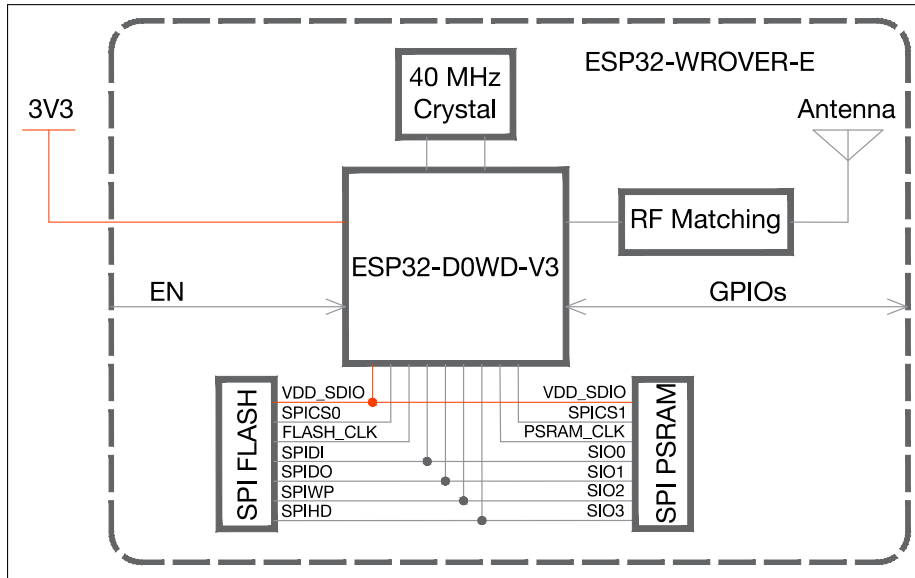 ESP32-WROVER-E
40 MHz
Crystal
3V3
Antenna
RF Matching
ESP32-D0WD-V3
EN
GPIOs
SPI FLASH
VDD_SDIO
SPICS0
FLASH_CLK
SPIDI
SPIDO
SPIWP
SPIHD
VDD_SDIO
SPICS1
PSRAM_CLK
SIO0
SIO1
SIO2
SIO3
SPI PSRAM